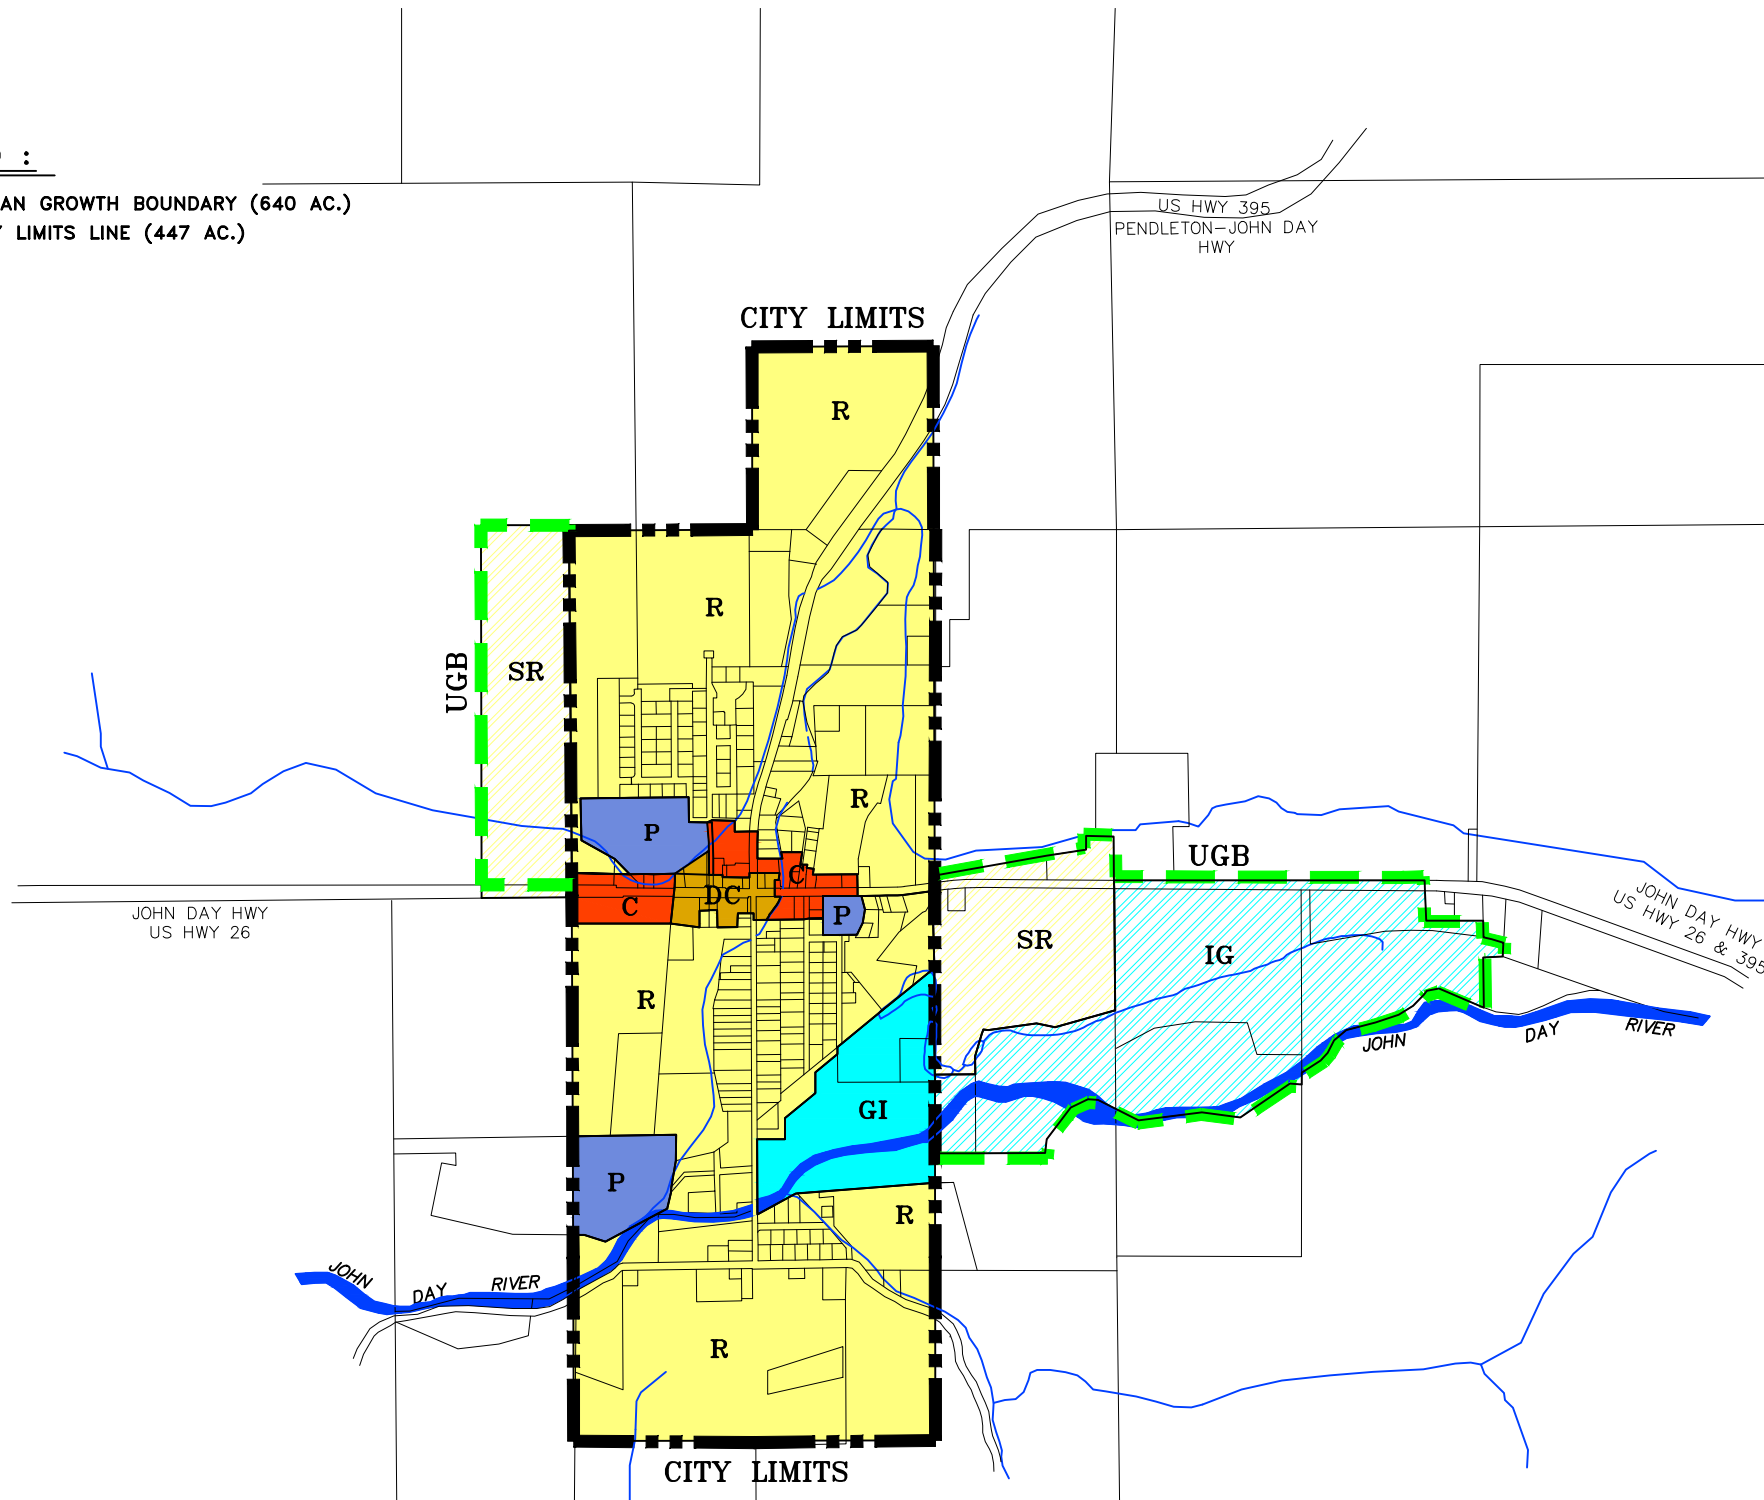 :
AN GROWTH BOUNDARY (640 AC.)
LIMITS LINE (447 AC.)
US HWY 395
PENDLETON-JOHN DAY
HWY
CITY LIMITS
R
R
UGB
SR
R
P
UGB
C
DC
C
P
JOHN DAY HWY
US HWY 26
JOHN DAY HWY
US HWY 26 & 395
SR
IG
R
JOHN
DAY
RIVER
GI
P
R
JOHN
DAY
RIVER
R
CITY LIMITS